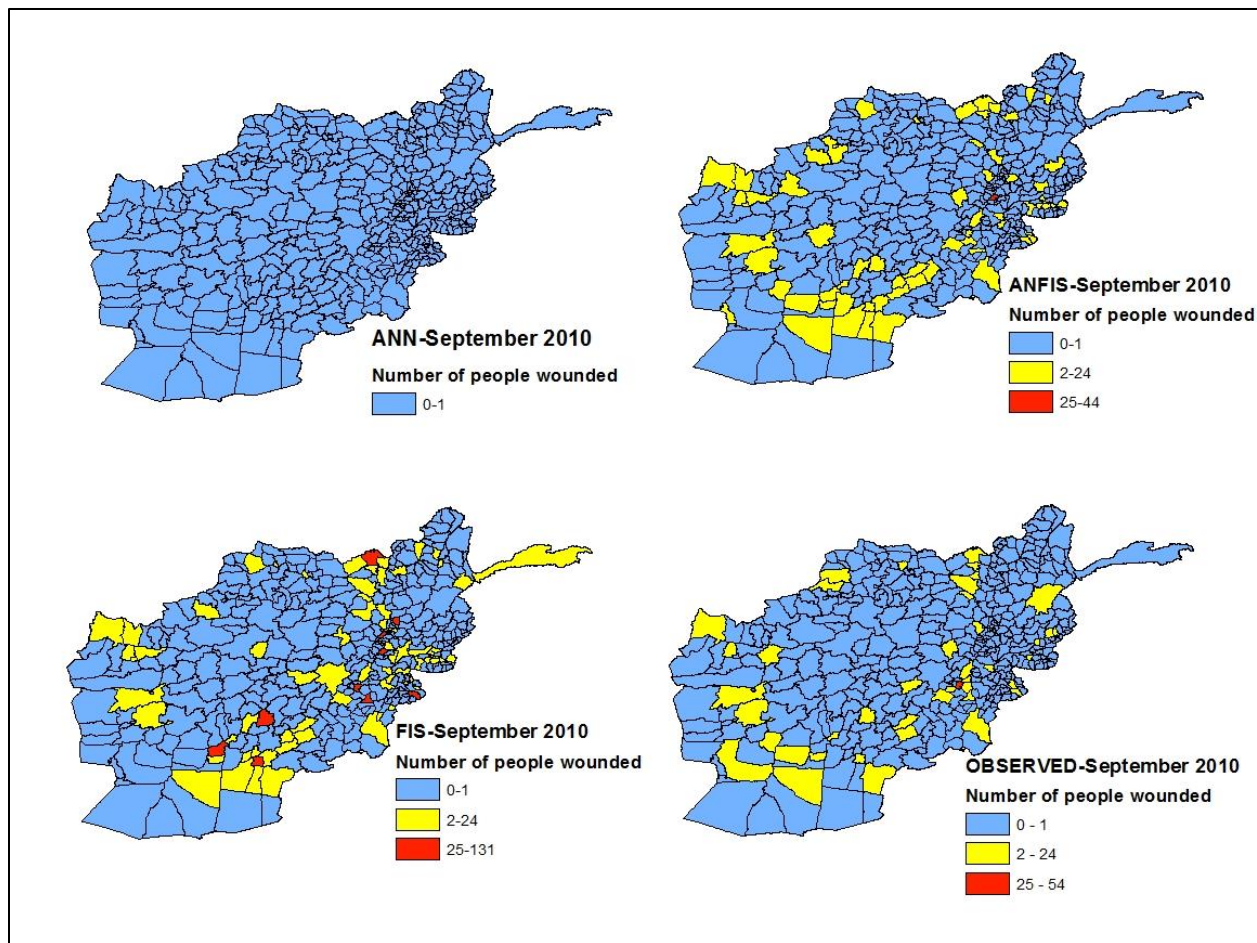 ANN-September 2010
Number of people wounded
0-1
ANFIS-September 2010
Number of people wounded
0-1
2-24
25-44
FIS-September 2010
Number of people wounded
0-1
2-24
25-131
OBSERVED-September 2010
Number of people wounded
0 - 1
2 - 24
25 - 54